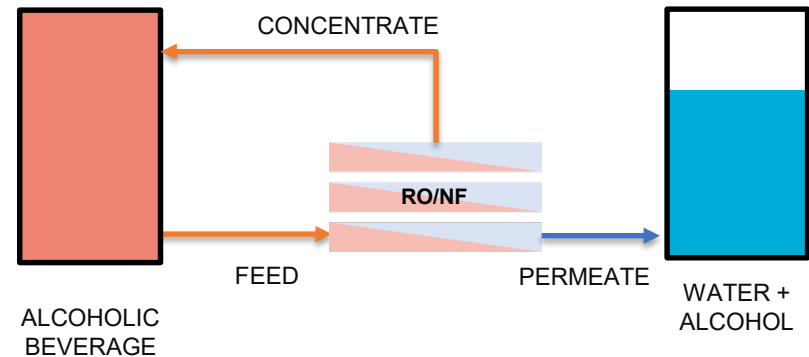 CONCENTRATE
RO/NF
FEED
PERMEATE
ALCOHOLIC
BEVERAGE
WATER +
ALCOHOL